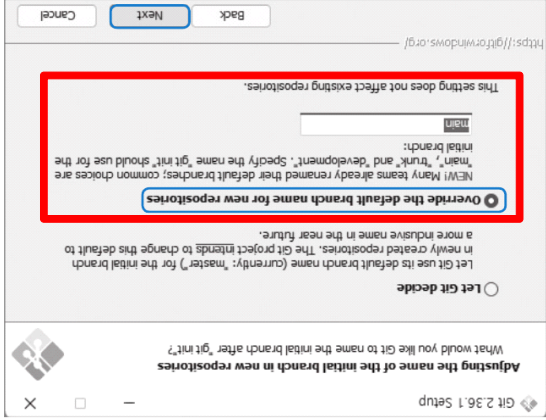 Git 2.36.1 Setup
Adjusting the name of the initial branch in new repositories
What would you like Git to name the initial branch after "git init"?
Let Git decide
Let Git use its default branch name (currently: "master") for the initial branch
in newly created repositories. The Git project intends to change this default to
a more inclusive name in the near future.
Override the default branch name for new repositories
NEW! Many teams already renamed their default branches; common choices are
"main", "trunk" and "development". Specify the name "git init" should use for the
initial branch:
main
This setting does not affect existing repositories.
https://gitforwindows.org/
Back
Next
Cancel